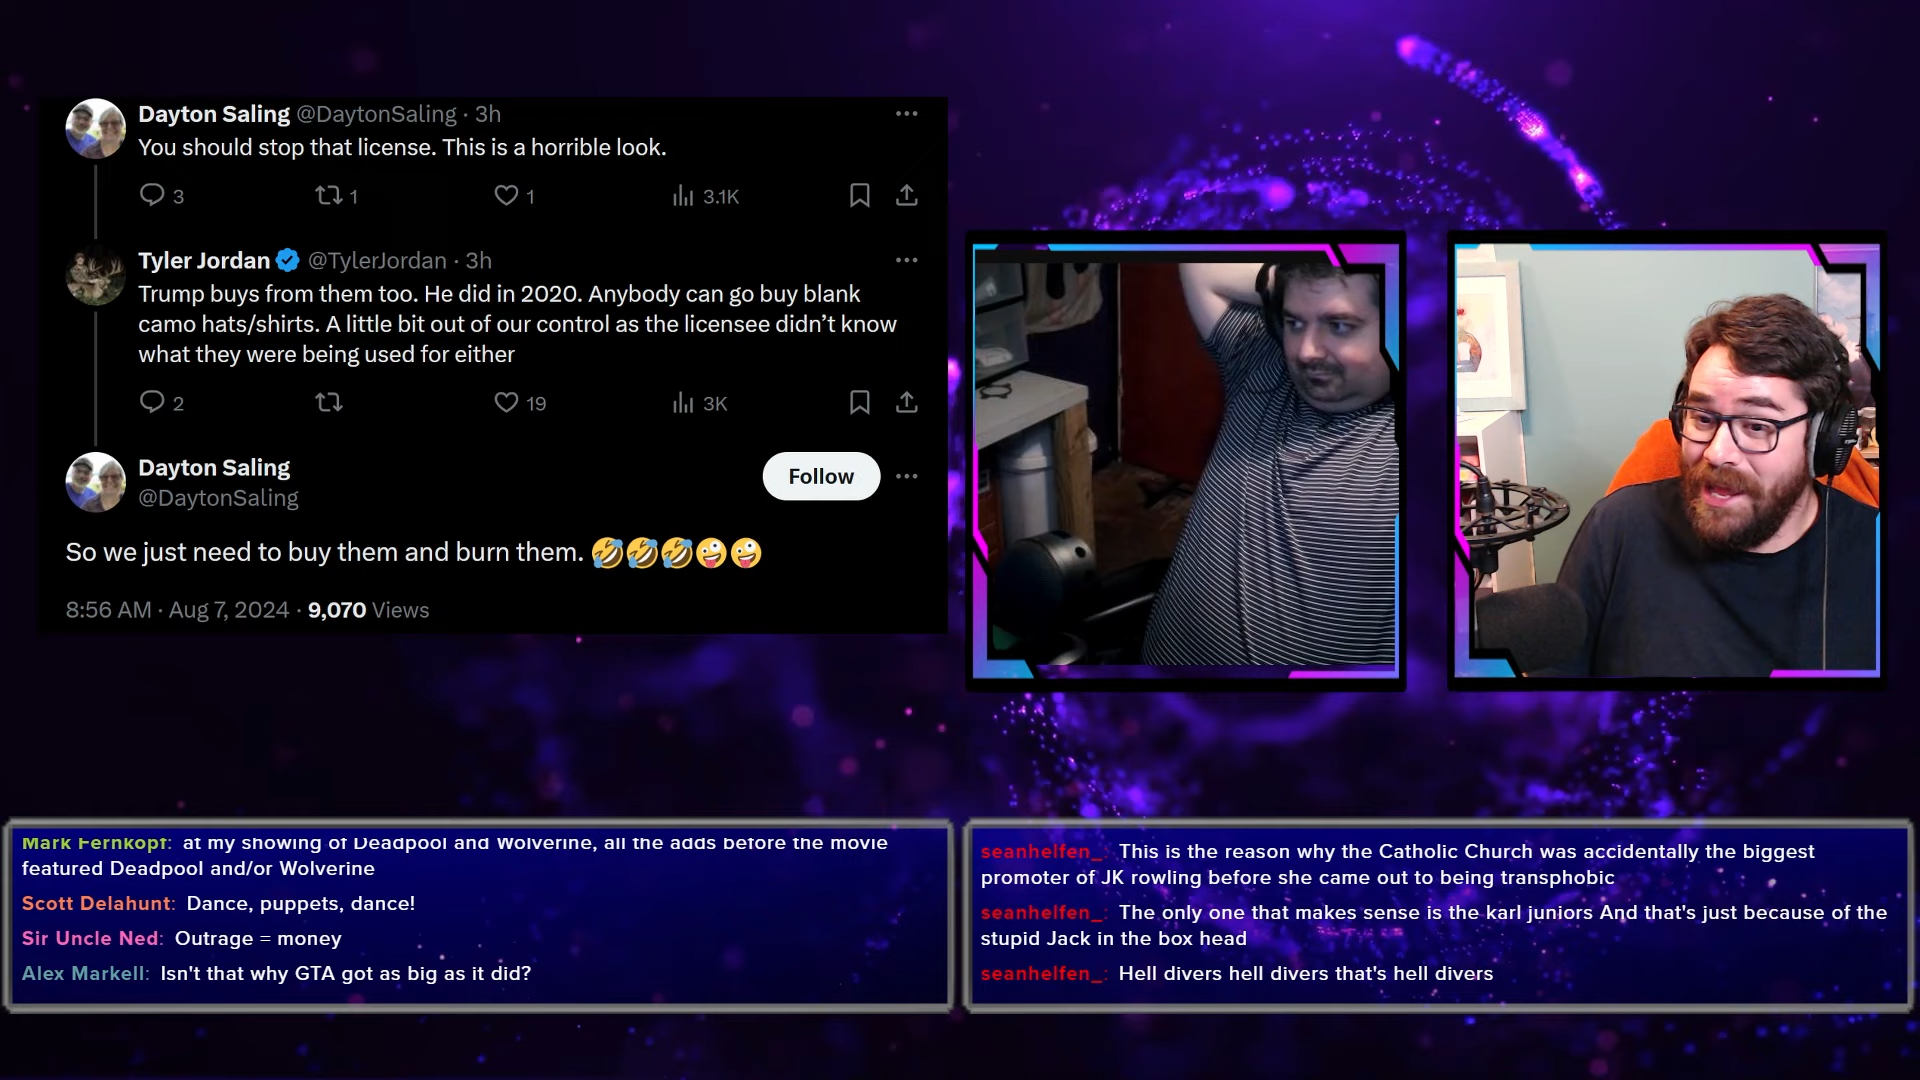 Dayton Saling @DaytonSaling · 3h
You should stop that license. This is a horrible look.
3 1 1 3.1K
Tyler Jordan @TylerJordan · 3h
Trump buys from them too. He did in 2020. Anybody can go buy blank
camo hats/shirts. A little bit out of our control as the licensee didn’t know
what they were being used for either
2 19 3K
Dayton Saling
@DaytonSaling
Follow
So we just need to buy them and burn them. 🤣🤣🤣🤪🤪
8:56 AM · Aug 7, 2024 · 9,070 Views
Mark Fernkopf: at my showing of Deadpool and Wolverine, all the adds before the movie
featured Deadpool and/or Wolverine
Scott Delahunt: Dance, puppets, dance!
Sir Uncle Ned: Outrage = money
Alex Markell: Isn't that why GTA got as big as it did?
seanhelfen_: This is the reason why the Catholic Church was accidentally the biggest
promoter of JK rowling before she came out to being transphobic
seanhelfen_: The only one that makes sense is the karl juniors And that's just because of the
stupid Jack in the box head
seanhelfen_: Hell divers hell divers that's hell divers